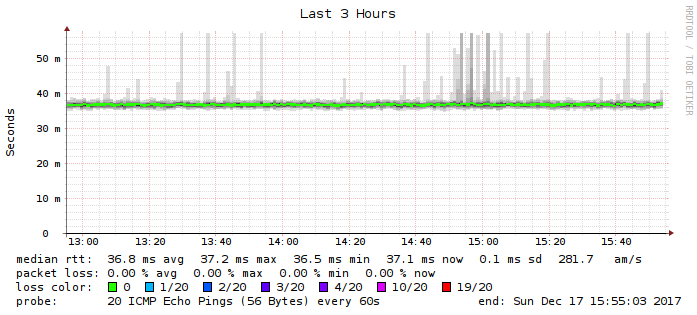 Last 3 Hours
RRDTOOL / TOBI OETIKER
Seconds
50 m
40 m
30 m
20 m
10 m
0
13:00 13:20 13:40 14:00 14:20 14:40 15:00 15:20 15:40
median rtt: 36.8 ms avg 37.2 ms max 36.5 ms min 37.1 ms now 0.1 ms sd 281.7 am/s
packet loss: 0.00 % avg 0.00 % max 0.00 % min 0.00 % now
loss color: 0 1/20 2/20 3/20 4/20 10/20 19/20
probe: 20 ICMP Echo Pings (56 Bytes) every 60s end: Sun Dec 17 15:55:03 2017